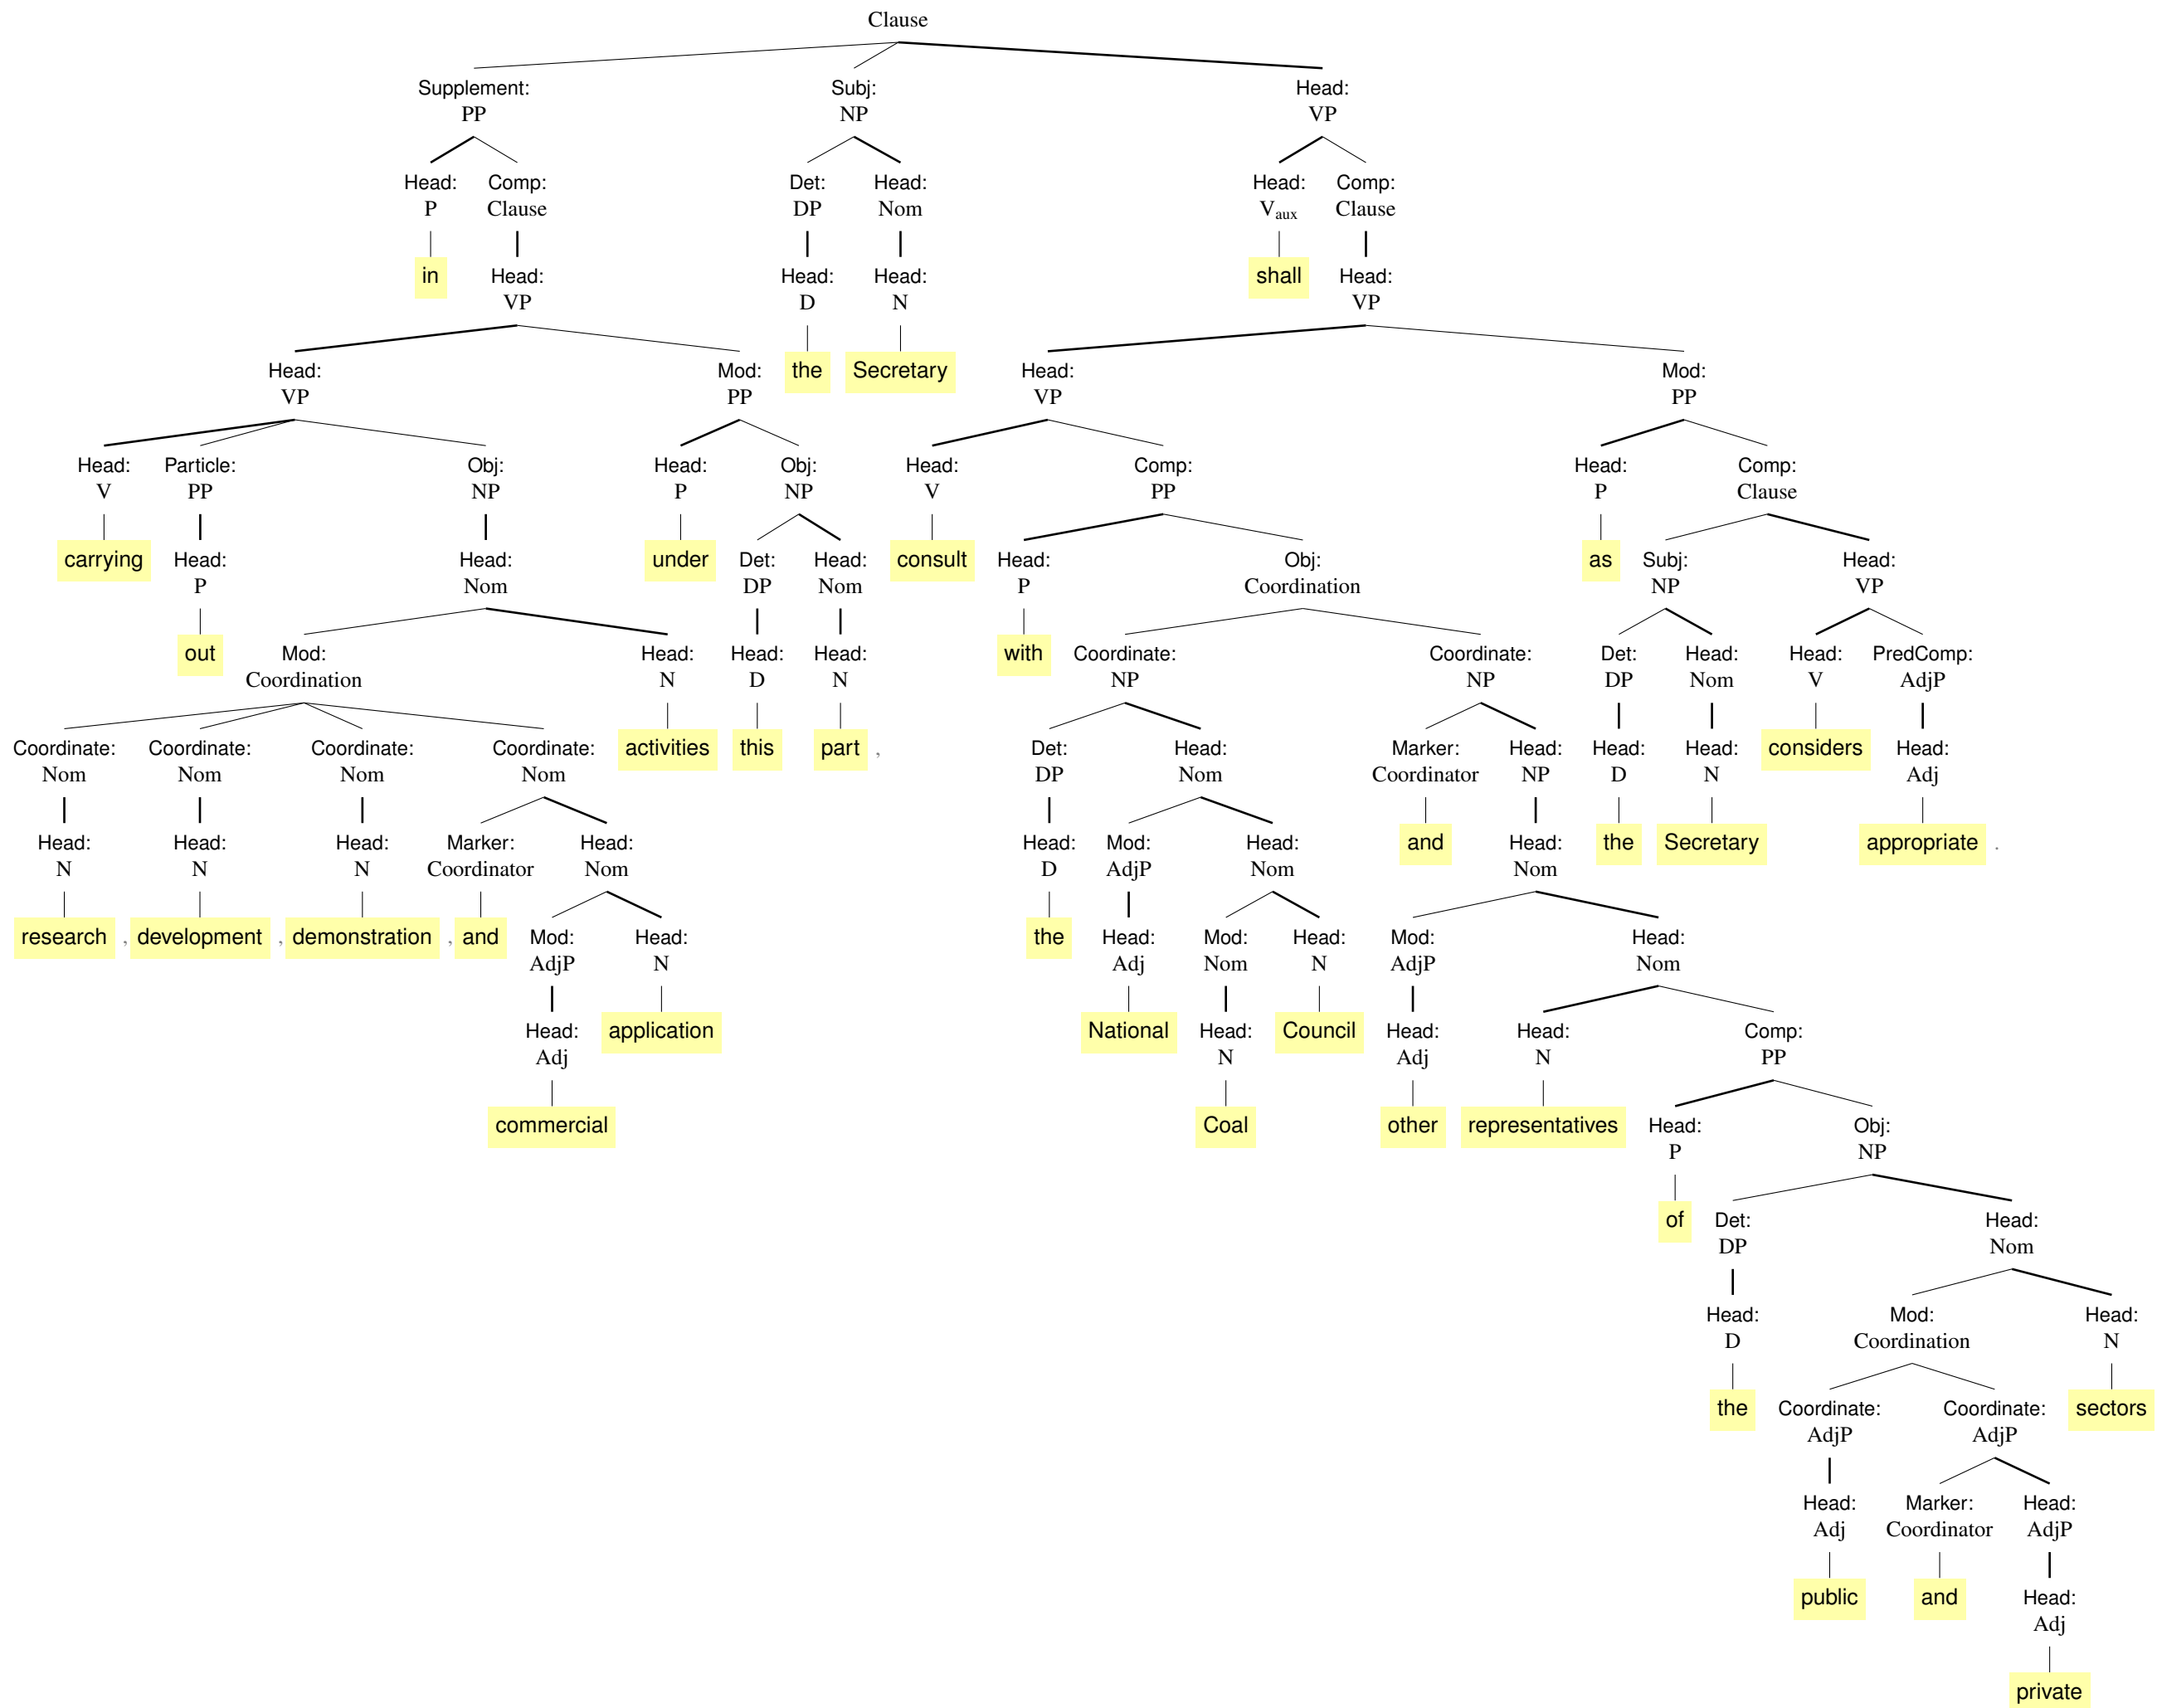 Clause
Supplement: Subj: Head:
PP NP VP
Head: Comp: Det: Head: Head: Comp:
P Clause DP Nom Vaux Clause
in Head: Head: Head: shall Head:
VP D N VP
Head: Mod: the Secretary Head: Mod:
VP PP VP PP
Head: Particle: Obj: Head: Obj: Head: Comp: Head: Comp:
V PP NP P NP V PP P Clause
carrying Head: Head: under Det: Head: consult Head: Obj: as Subj: Head:
P Nom DP Nom P Coordination NP VP
out Mod: Head: Head: Head: with Coordinate: Coordinate: Det: Head: Head: PredComp:
Coordination N D N NP NP DP Nom V AdjP
Coordinate: Coordinate: Coordinate: Coordinate: activities this part , Det: Head: Marker: Head: Head: Head: considers Head:
Nom Nom Nom Nom DP Nom Coordinator NP D N Adj
Head: Head: Head: Marker: Head: Head: Mod: Head: and Head: the Secretary appropriate .
N N N Coordinator Nom D AdjP Nom Nom
research , development , demonstration , and Mod: Head: the Head: Mod: Head: Mod: Head:
AdjP N Adj Nom N AdjP Nom
Head: application National Head: Council Head: Head: Comp:
Adj N Adj N PP
commercial Coal other representatives Head: Obj:
P NP
of Det: Head:
DP Nom
Head: Mod: Head:
D Coordination N
the Coordinate: Coordinate: sectors
AdjP AdjP
Head: Marker: Head:
Adj Coordinator AdjP
public and Head:
Adj
private